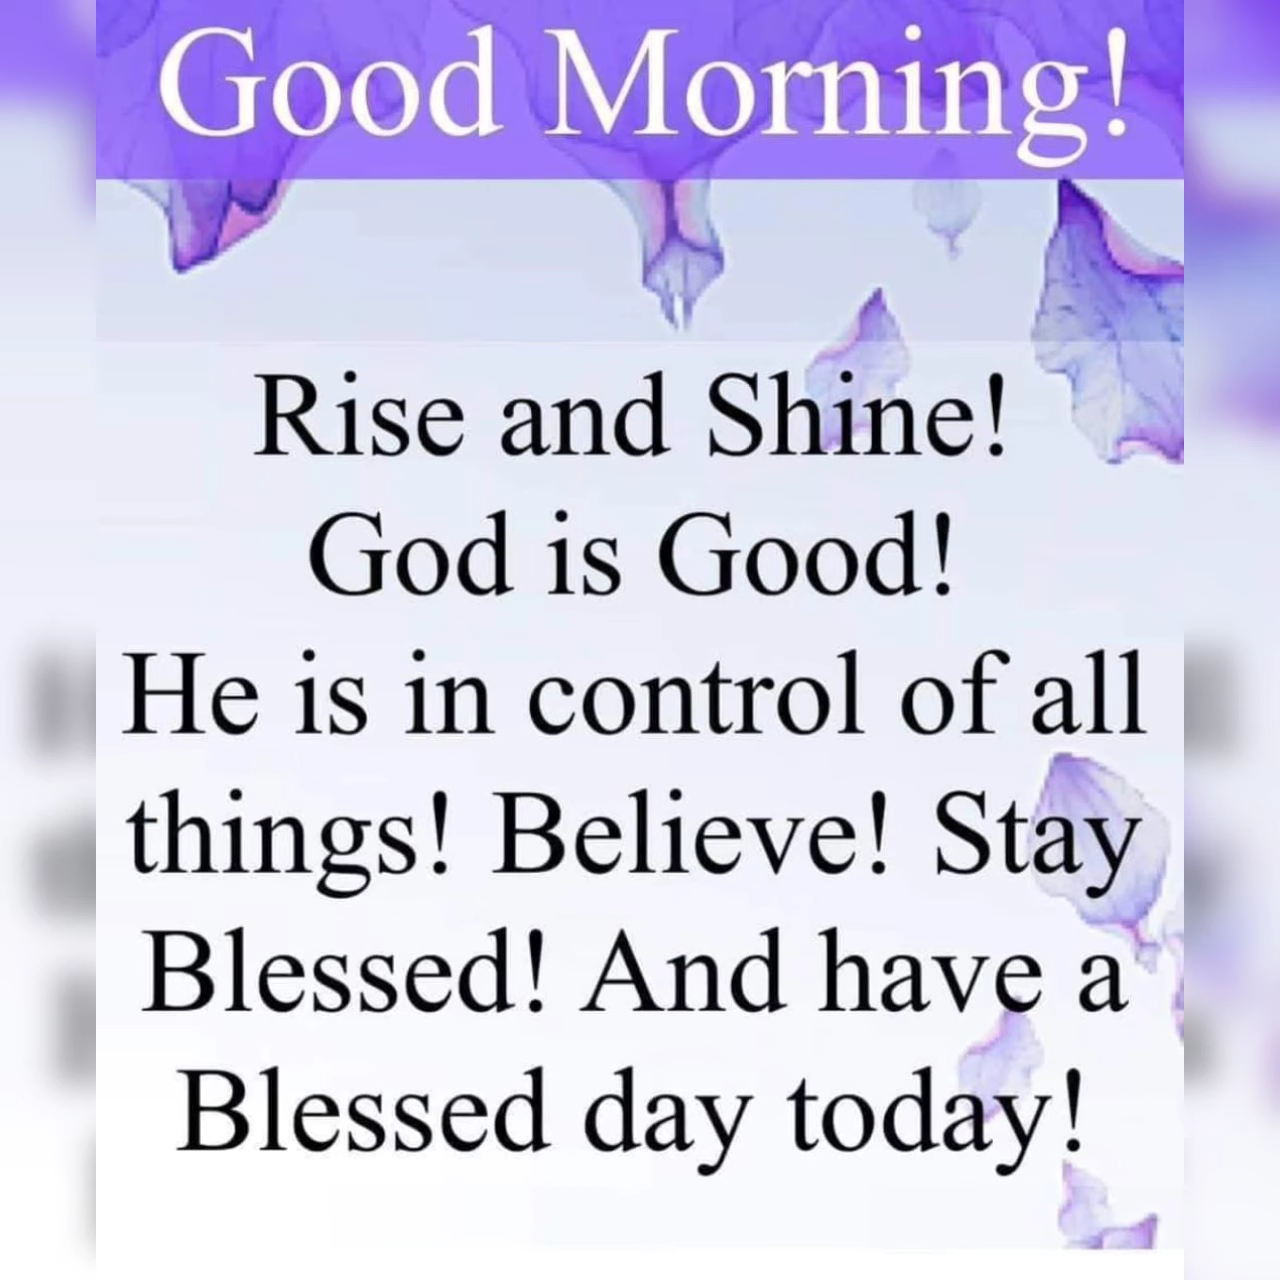 Good Morning!
Rise and Shine!
God is Good!
He is in control of all
things! Believe! Stay
Blessed! And have a
Blessed day today!